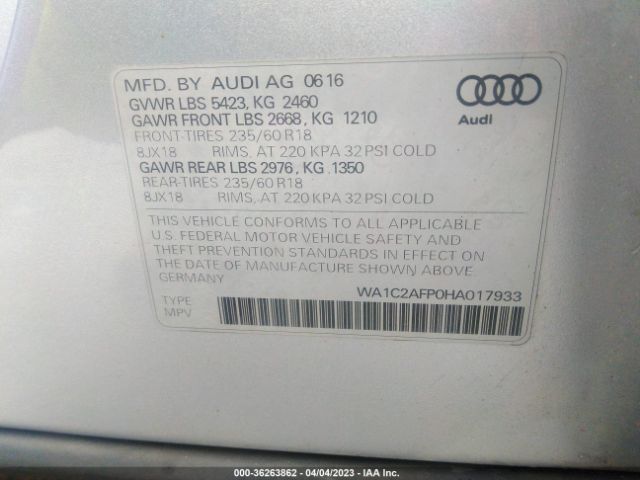 MFD. BY AUDI AG 0616
GVWR LBS 5423, KG 2460
GAWR FRONT LBS 2668, KG 1210
FRONT-TIRES 235/60 R18
8JX18 RIMS, AT 220 KPA 32 PSI COLD
GAWR REAR LBS 2976, KG 1350
REAR-TIRES 235/60 R18
8JX18 RIMS, AT 220 KPA 32 PSI COLD
Audi
THIS VEHICLE CONFORMS TO ALL APPLICABLE
U.S. FEDERAL MOTOR VEHICLE SAFETY AND
THEFT PREVENTION STANDARDS IN EFFECT ON
THE DATE OF MANUFACTURE SHOWN ABOVE.
GERMANY
WA1C2AFP0HA017933
TYPE
MPV
000-36263862 - 04/04/2023 - IAA Inc.